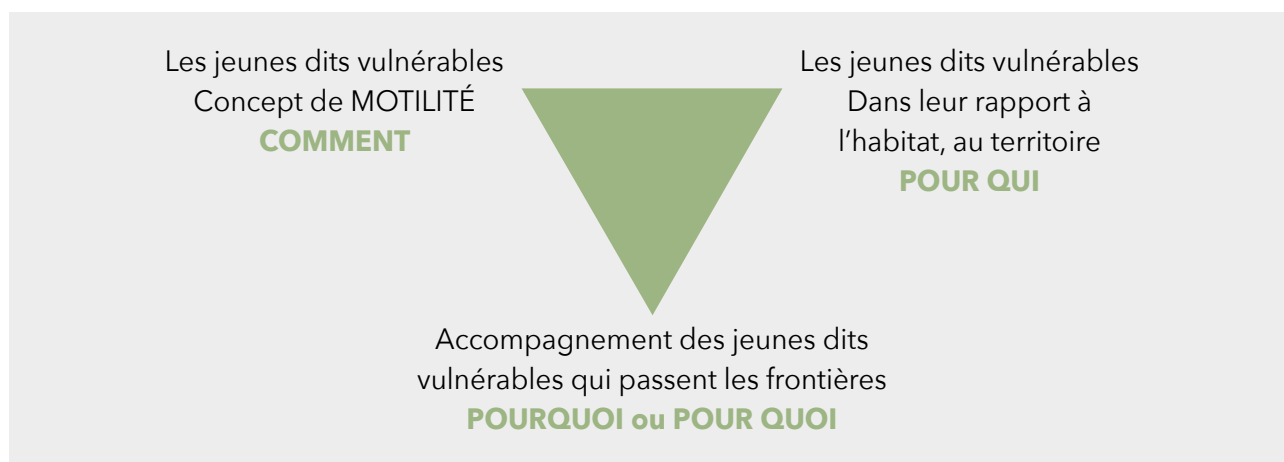 Les jeunes dits vulnérables
Concept de MOTILITÉ
COMMENT
Les jeunes dits vulnérables
Dans leur rapport à
l’habitat, au territoire
POUR QUI
Accompagnement des jeunes dits
vulnérables qui passent les frontières
POURQUOI ou POUR QUOI